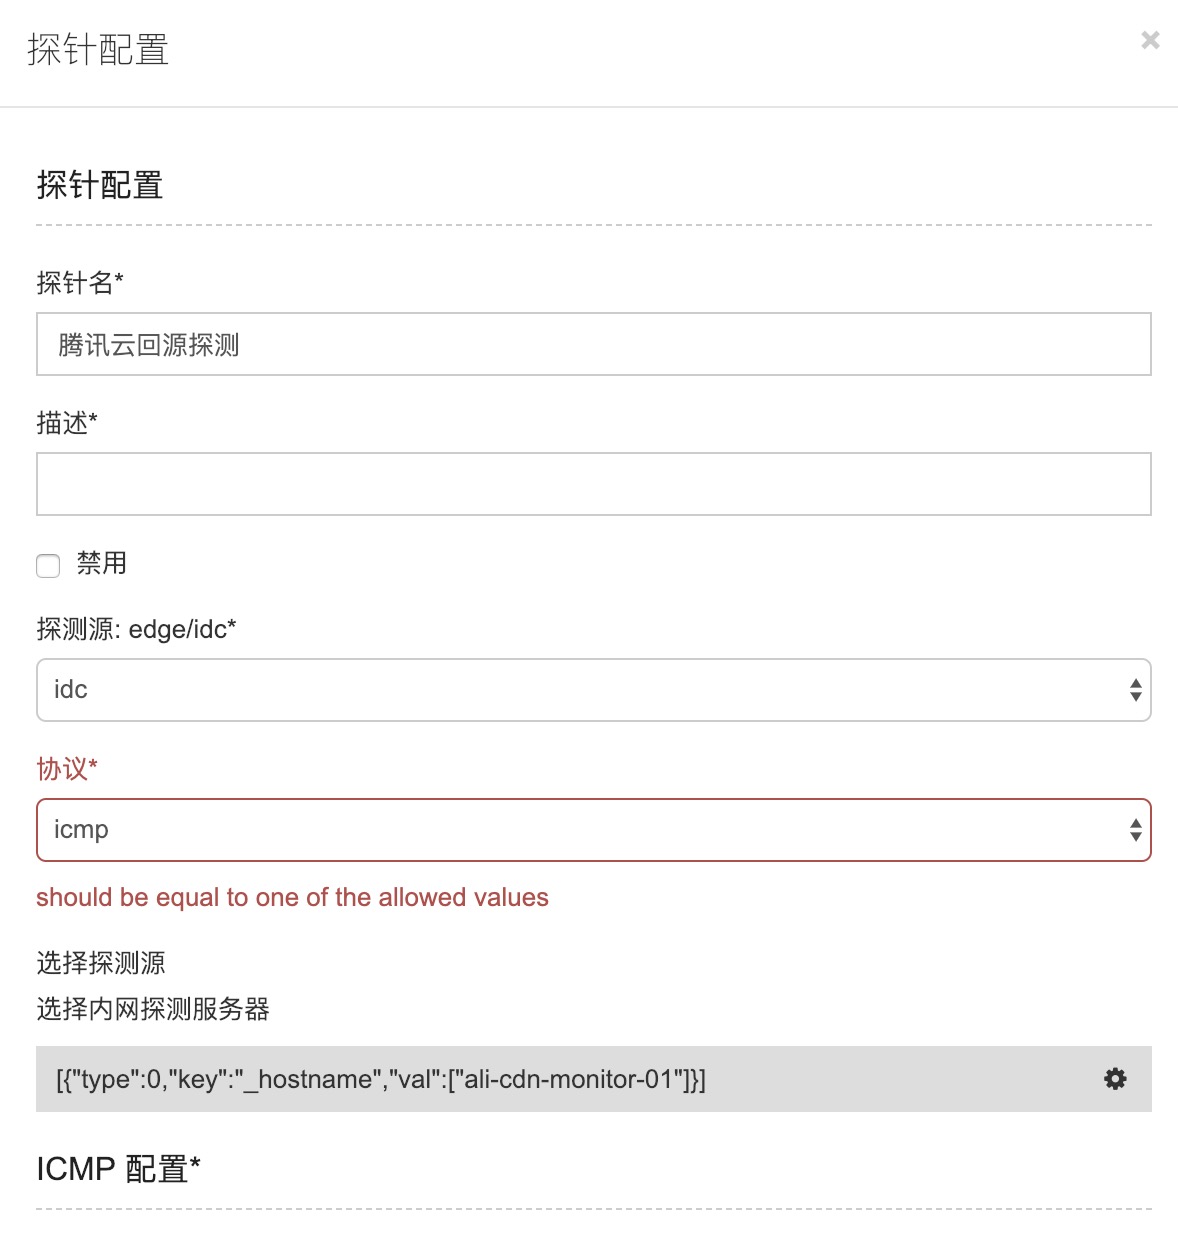 探针配置
×
探针配置
探针名*
腾讯云回源探测
描述*
禁用
探测源: edge/idc*
idc
协议*
icmp
should be equal to one of the allowed values
选择探测源
选择内网探测服务器
[{"type":0,"key":"_hostname","val":["ali-cdn-monitor-01"]}]
ICMP 配置*